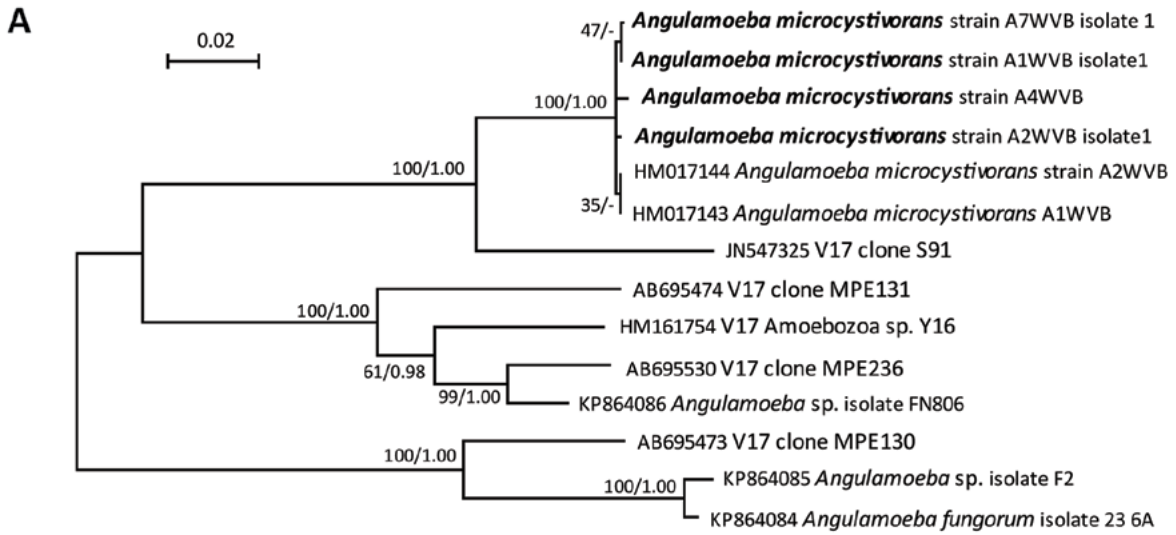 A
0.02
47/-
Angulamoeba microcystivorans strain A7WVB isolate 1
Angulamoeba microcystivorans strain A1WVB isolate1
100/1.00
Angulamoeba microcystivorans strain A4WVB
Angulamoeba microcystivorans strain A2WVB isolate1
100/1.00
HM017144 Angulamoeba microcystivorans strain A2WVB
35/-
HM017143 Angulamoeba microcystivorans A1WVB
JN547325 V17 clone S91
AB695474 V17 clone MPE131
100/1.00
HM161754 V17 Amoebozoa sp. Y16
61/0.98
AB695530 V17 clone MPE236
99/1.00
KP864086 Angulamoeba sp. isolate FN806
AB695473 V17 clone MPE130
100/1.00
KP864085 Angulamoeba sp. isolate F2
100/1.00
KP864084 Angulamoeba fungorum isolate 23 6A